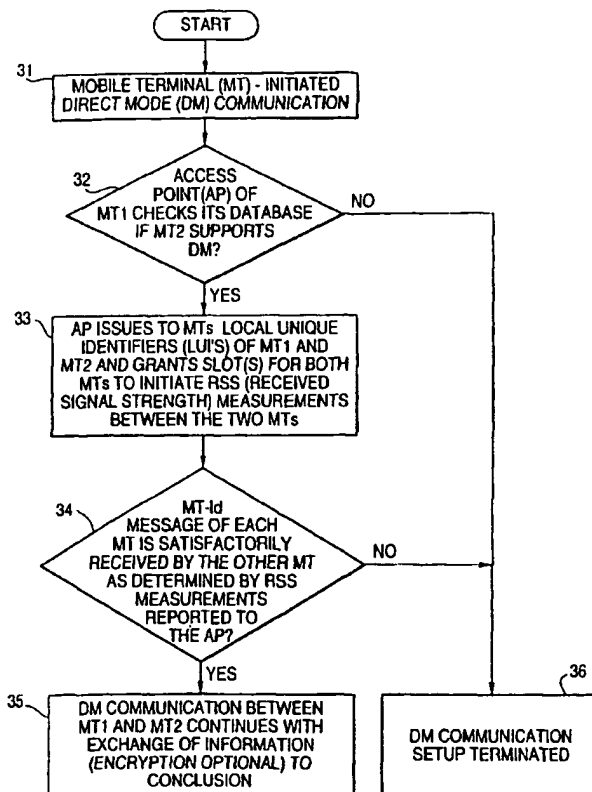 START
31
MOBILE TERMINAL (MT) - INITIATED
DIRECT MODE (DM) COMMUNICATION
32
ACCESS
POINT(AP) OF
MT1 CHECKS ITS DATABASE
IF MT2 SUPPORTS
DM?
NO
YES
33
AP ISSUES TO MTs LOCAL UNIQUE
IDENTIFIERS (LUI'S) OF MT1 AND
MT2 AND GRANTS SLOT(S) FOR BOTH
MTs TO INITIATE RSS (RECEIVED
SIGNAL STRENGTH) MEASUREMENTS
BETWEEN THE TWO MTs
34
MT-Id
MESSAGE OF EACH
MT IS SATISFACTORILY
RECEIVED BY THE OTHER MT
AS DETERMINED BY RSS
MEASUREMENTS
REPORTED TO
THE AP?
NO
YES
35
DM COMMUNICATION BETWEEN
MT1 AND MT2 CONTINUES WITH
EXCHANGE OF INFORMATION
(ENCRYPTION OPTIONAL) TO
CONCLUSION
36
DM COMMUNICATION
SETUP TERMINATED